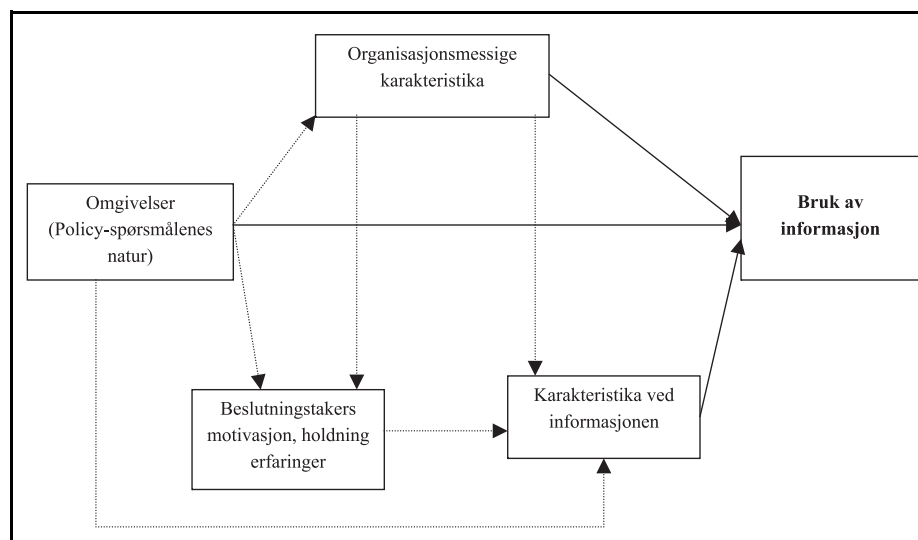 Organisasjonsmessige
karakteristika
Omgivelser
(Policy-spørsmålenes
natur)
Bruk av
informasjon
Beslutningstakers
motivasjon, holdning
erfaringer
Karakteristika ved
informasjonen